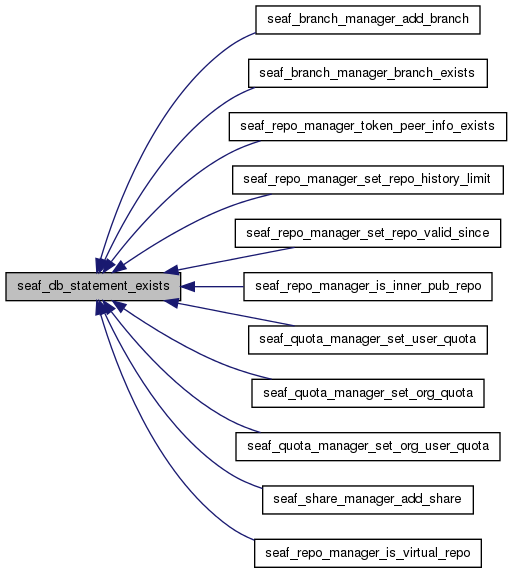 seaf_branch_manager_add_branch
seaf_branch_manager_branch_exists
seaf_repo_manager_token_peer_info_exists
seaf_repo_manager_set_repo_history_limit
seaf_repo_manager_set_repo_valid_since
seaf_db_statement_exists
seaf_repo_manager_is_inner_pub_repo
seaf_quota_manager_set_user_quota
seaf_quota_manager_set_org_quota
seaf_quota_manager_set_org_user_quota
seaf_share_manager_add_share
seaf_repo_manager_is_virtual_repo